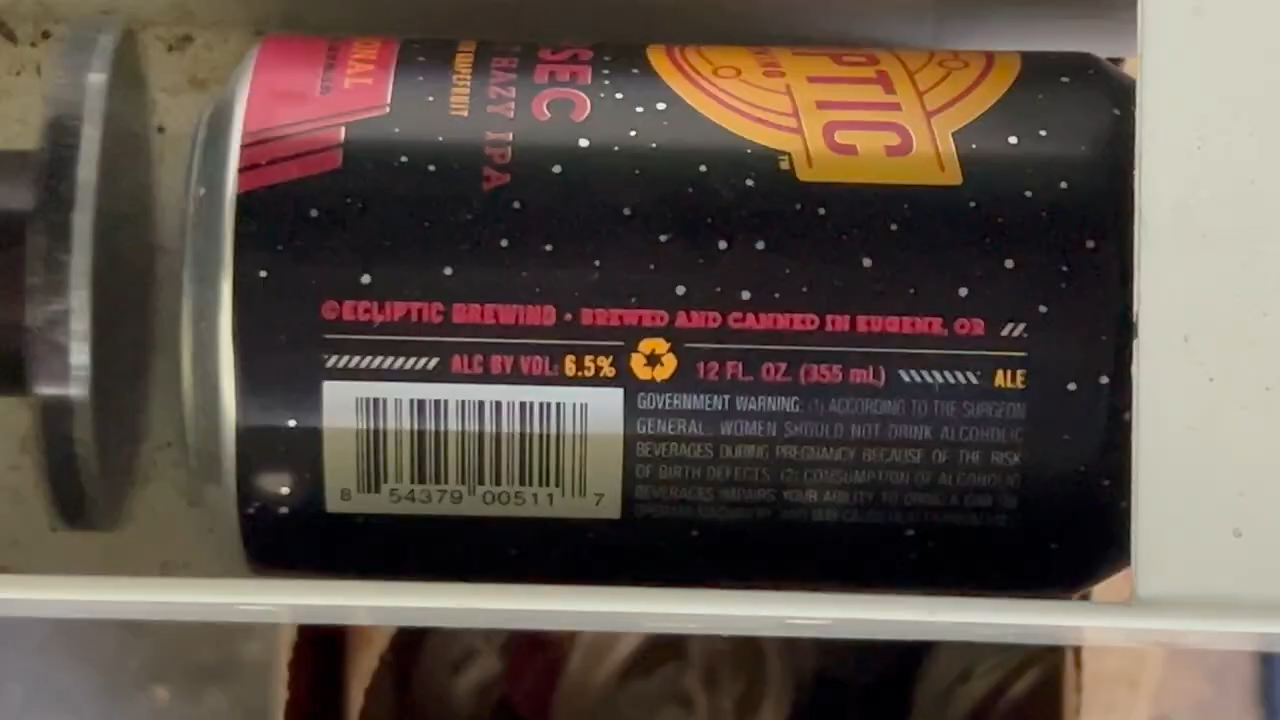 ONAL
GRAPEFRUIT
SEC
HAZY IPA
PTIC
TM
©ECLIPTIC BREWING • BREWED AND CANNED IN EUGENE, OR
ALC BY VOL: 6.5%
12 FL. OZ. (355 mL)
ALE
GOVERNMENT WARNING: (1) ACCORDING TO THE SURGEON
GENERAL, WOMEN SHOULD NOT DRINK ALCOHOLIC
BEVERAGES DURING PREGNANCY BECAUSE OF THE RISK
OF BIRTH DEFECTS. (2) CONSUMPTION OF ALCOHOLIC
BEVERAGES IMPAIRS YOUR ABILITY TO DRIVE A CAR OR
8 54379 00511 7